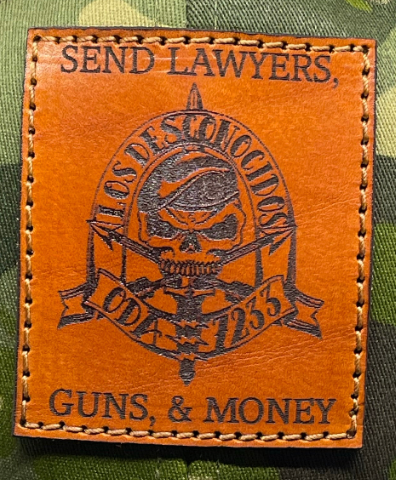 SEND LAWYERS,
LOS DESCONOCIDOS
ODA 7233
GUNS, & MONEY